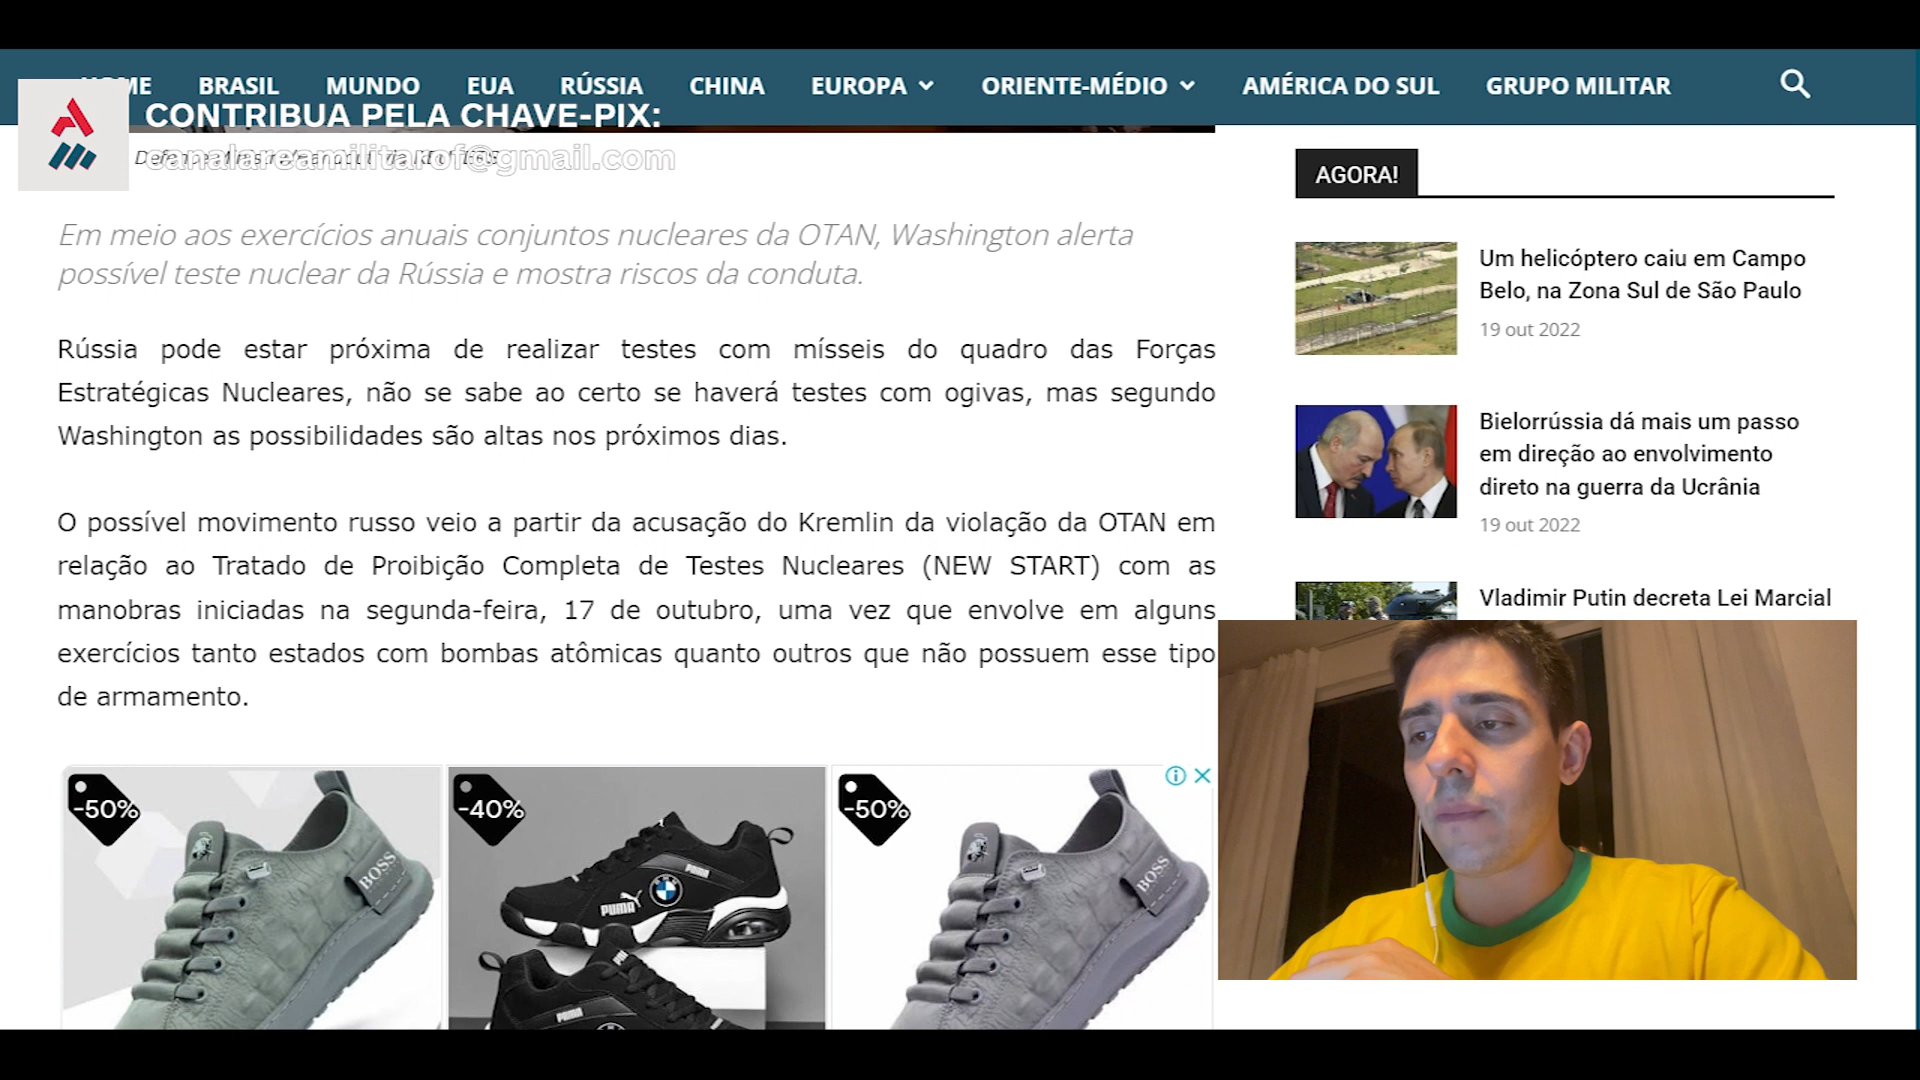 HOME BRASIL MUNDO EUA RÚSSIA CHINA EUROPA ORIENTE-MÉDIO AMÉRICA DO SUL GRUPO MILITAR
CONTRIBUA PELA CHAVE-PIX:
canalareamilitarof@gmail.com
Em meio aos exercícios anuais conjuntos nucleares da OTAN, Washington alerta
possível teste nuclear da Rússia e mostra riscos da conduta.
Rússia pode estar próxima de realizar testes com mísseis do quadro das Forças
Estratégicas Nucleares, não se sabe ao certo se haverá testes com ogivas, mas segundo
Washington as possibilidades são altas nos próximos dias.
O possível movimento russo veio a partir da acusação do Kremlin da violação da OTAN em
relação ao Tratado de Proibição Completa de Testes Nucleares (NEW START) com as
manobras iniciadas na segunda-feira, 17 de outubro, uma vez que envolve em alguns
exercícios tanto estados com bombas atômicas quanto outros que não possuem esse tipo
de armamento.
-50%
BOSS
-40%
PUMA
PUMA
-50%
BOSS
AGORA!
Um helicóptero caiu em Campo
Belo, na Zona Sul de São Paulo
19 out 2022
Bielorrússia dá mais um passo
em direção ao envolvimento
direto na guerra da Ucrânia
19 out 2022
Vladimir Putin decreta Lei Marcial